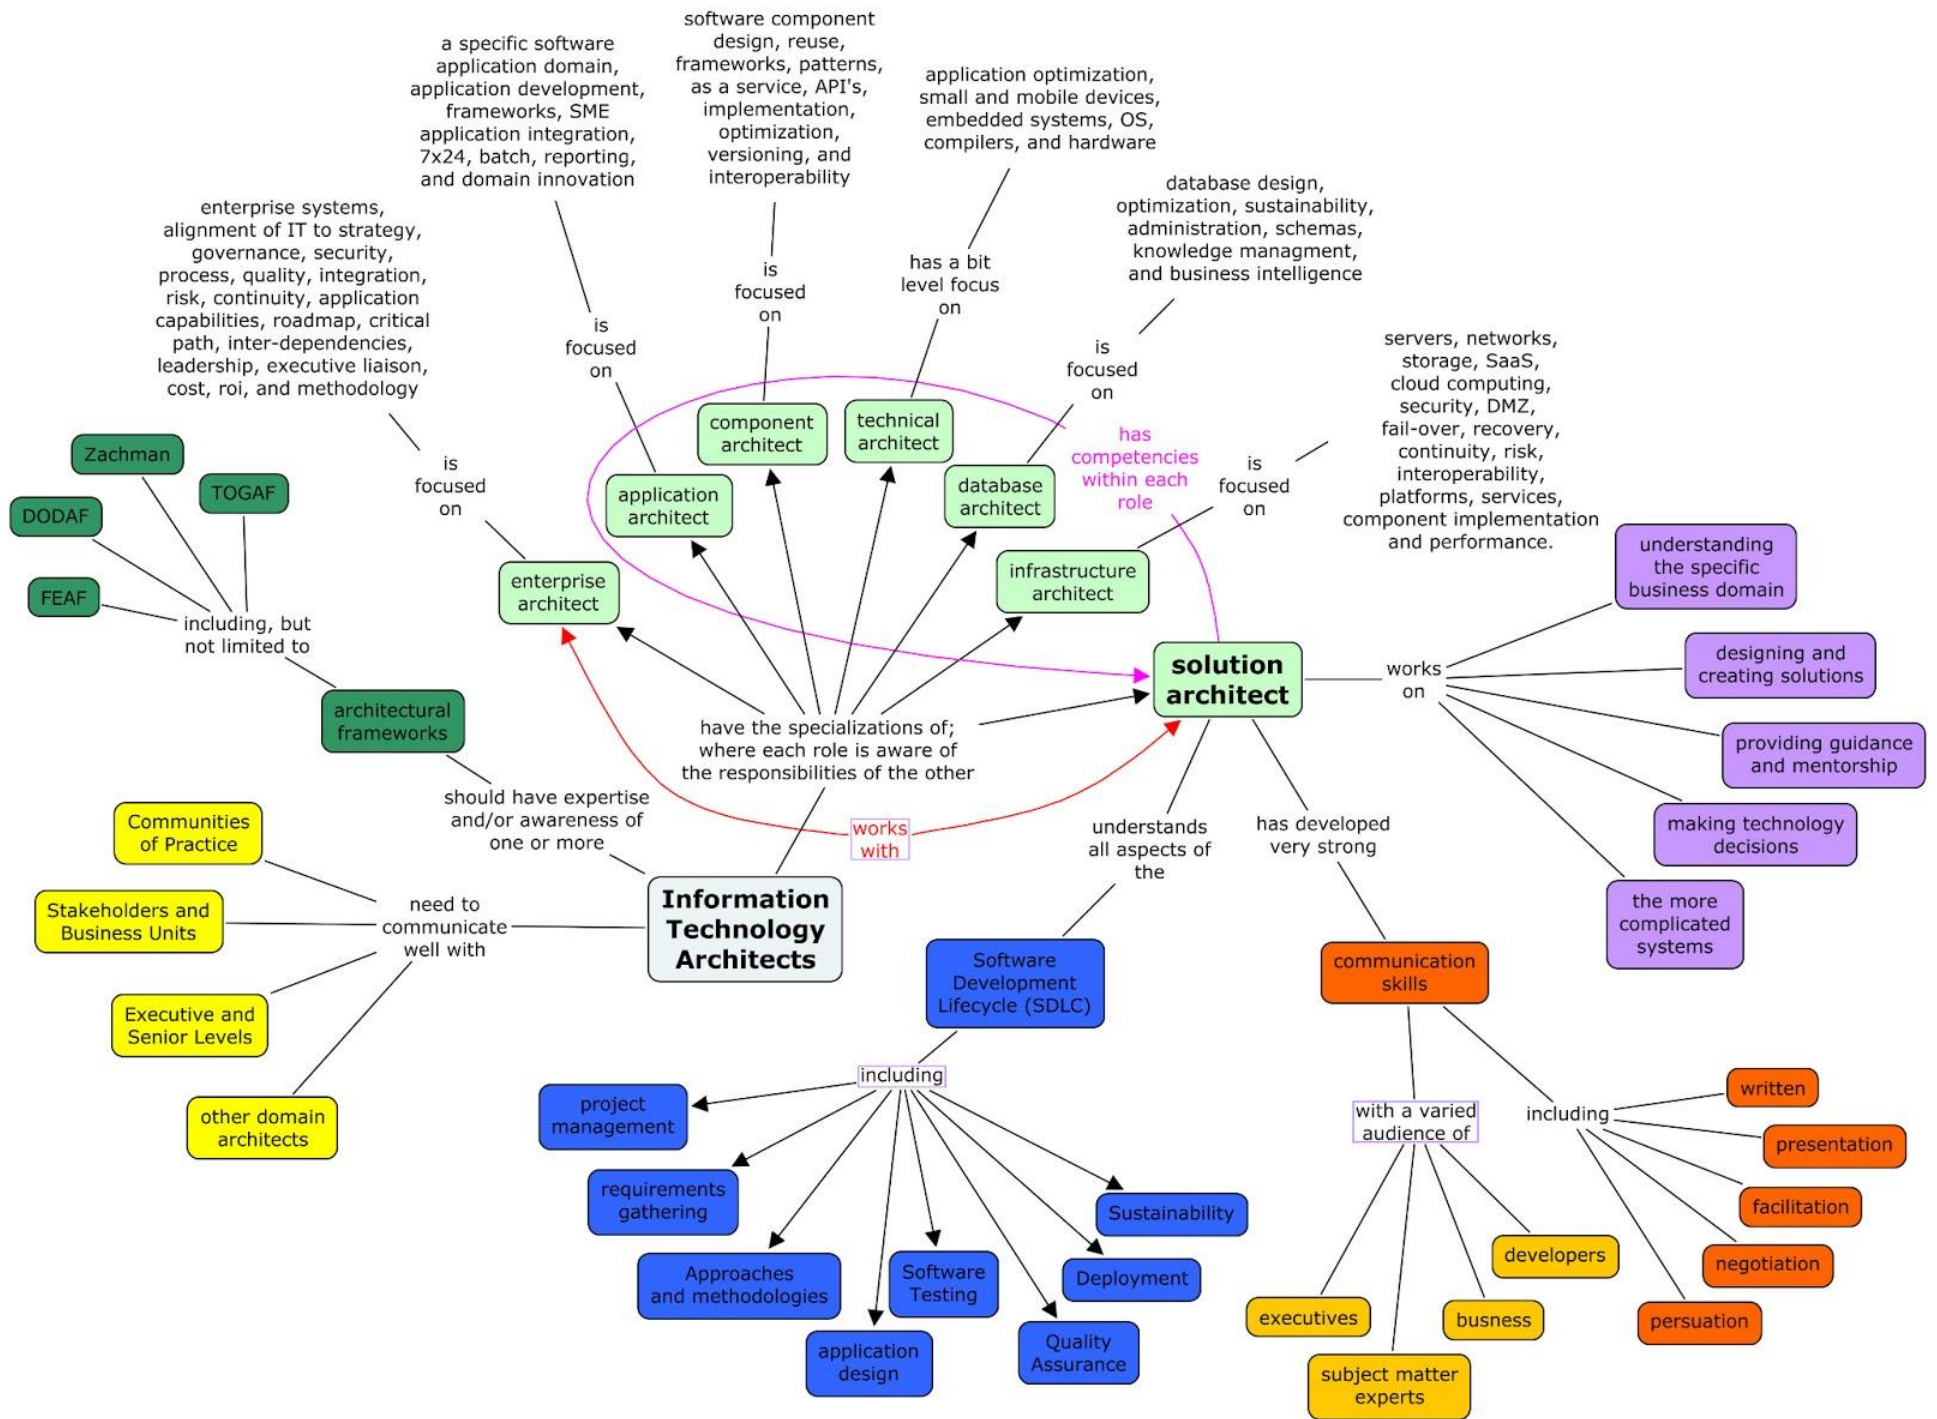 software component
design, reuse,
frameworks, patterns,
as a service, API's,
implementation,
optimization,
versioning, and
interoperability
a specific software
application domain,
application development,
frameworks, SME
application integration,
7x24, batch, reporting,
and domain innovation
application optimization,
small and mobile devices,
embedded systems, OS,
compilers, and hardware
database design,
optimization, sustainability,
administration, schemas,
knowledge managment,
and business intelligence
enterprise systems,
alignment of IT to strategy,
governance, security,
process, quality, integration,
risk, continuity, application
capabilities, roadmap, critical
path, inter-dependencies,
leadership, executive liaison,
cost, roi, and methodology
servers, networks,
storage, SaaS,
cloud computing,
security, DMZ,
fail-over, recovery,
continuity, risk,
interoperability,
platforms, services,
component implementation
and performance.
is
focused
on
is
focused
on
is
focused
on
has a bit
level focus
on
is
focused
on
is
focused
on
enterprise
architect
application
architect
component
architect
technical
architect
database
architect
infrastructure
architect
has
competencies
within each
role
solution
architect
Zachman
TOGAF
DODAF
FEAF
including, but
not limited to
architectural
frameworks
should have expertise
and/or awareness of
one or more
have the specializations of;
where each role is aware of
the responsibilities of the other
works
with
Information
Technology
Architects
need to
communicate
well with
Communities
of Practice
Stakeholders and
Business Units
Executive and
Senior Levels
other domain
architects
works
on
understanding
the specific
business domain
designing and
creating solutions
providing guidance
and mentorship
making technology
decisions
the more
complicated
systems
understands
all aspects of
the
Software
Development
Lifecycle (SDLC)
including
project
management
requirements
gathering
Approaches
and methodologies
application
design
Software
Testing
Quality
Assurance
Deployment
Sustainability
has developed
very strong
communication
skills
with a varied
audience of
executives
subject matter
experts
busness
developers
including
written
presentation
facilitation
negotiation
persuation